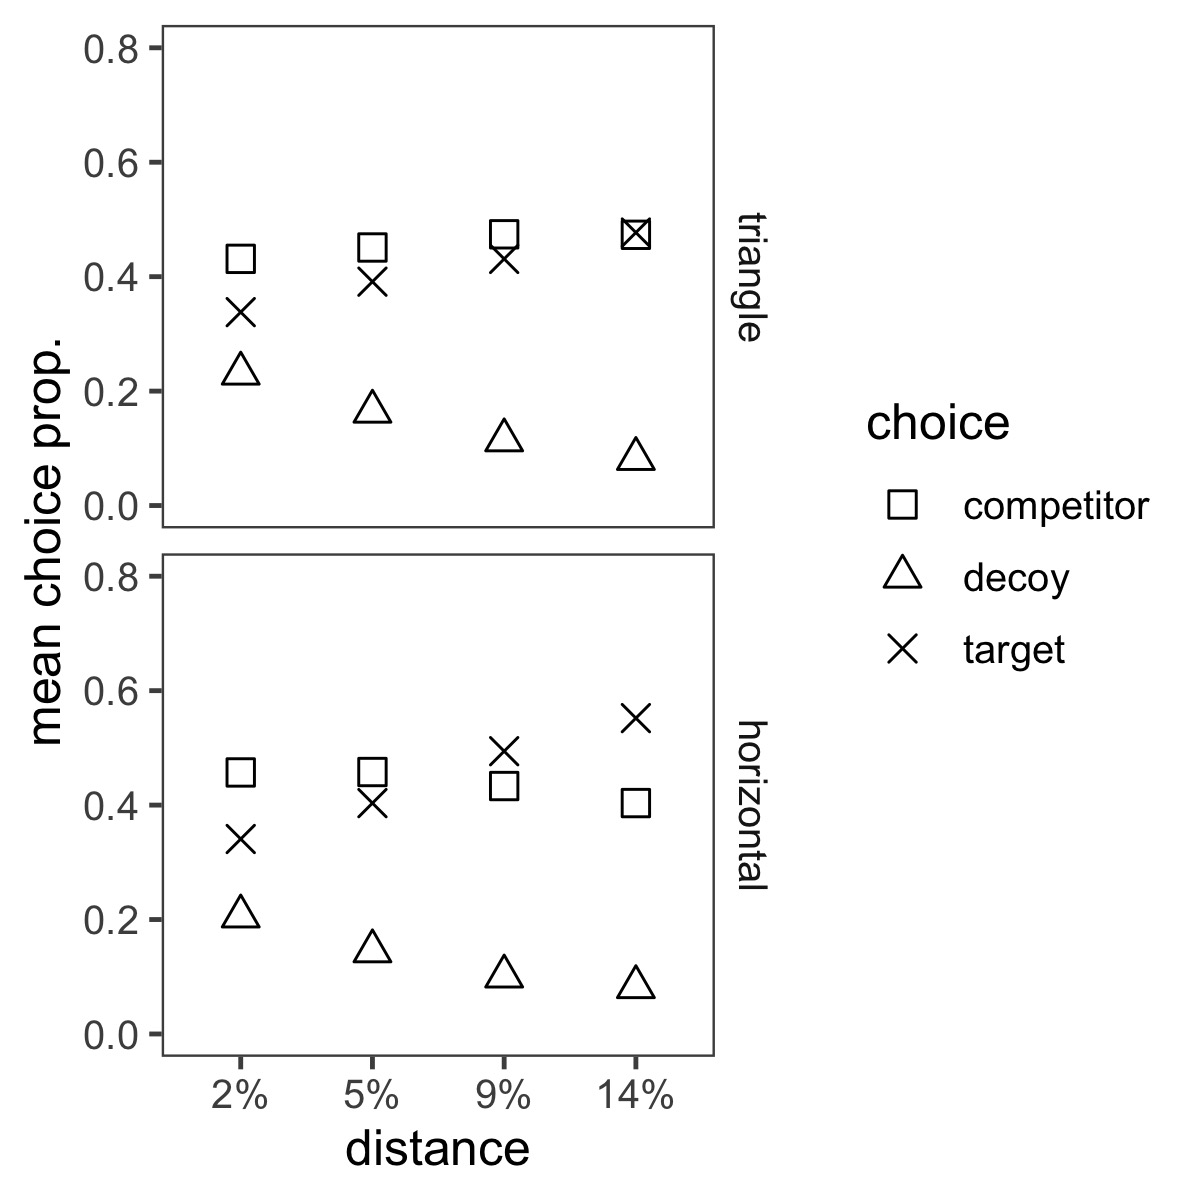 mean choice prop.
0.8
0.6
0.4
0.2
0.0
triangle
0.8
0.6
0.4
0.2
0.0
horizontal
2% 5% 9% 14%
distance
choice
competitor
decoy
target